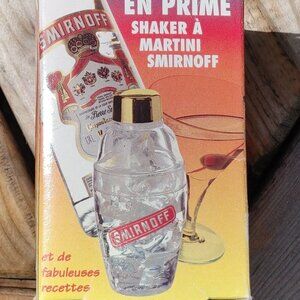 EN PRIME
SHAKER À
MARTINI
SMIRNOFF
SMIRNOFF
SMIRNOFF
et de
fabuleuses
recettes